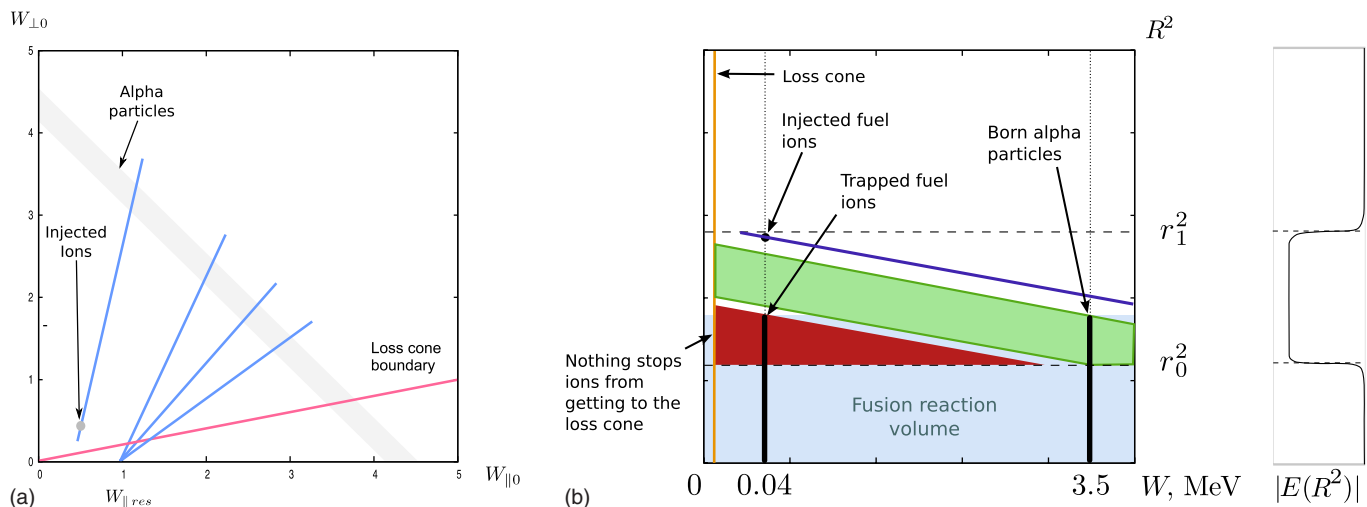 W⊥0
5
4
3
2
1
0
0
1
2
3
4
5
W∥ res
W∥0
Alpha
particles
Injected
Ions
Loss cone
boundary
(a)
R²
Loss cone
Injected fuel
ions
Born alpha
particles
Trapped fuel
ions
r₁²
r₀²
Nothing stops
ions from
getting to the
loss cone
Fusion reaction
volume
0
0.04
3.5
W, MeV
|E(R²)|
(b)